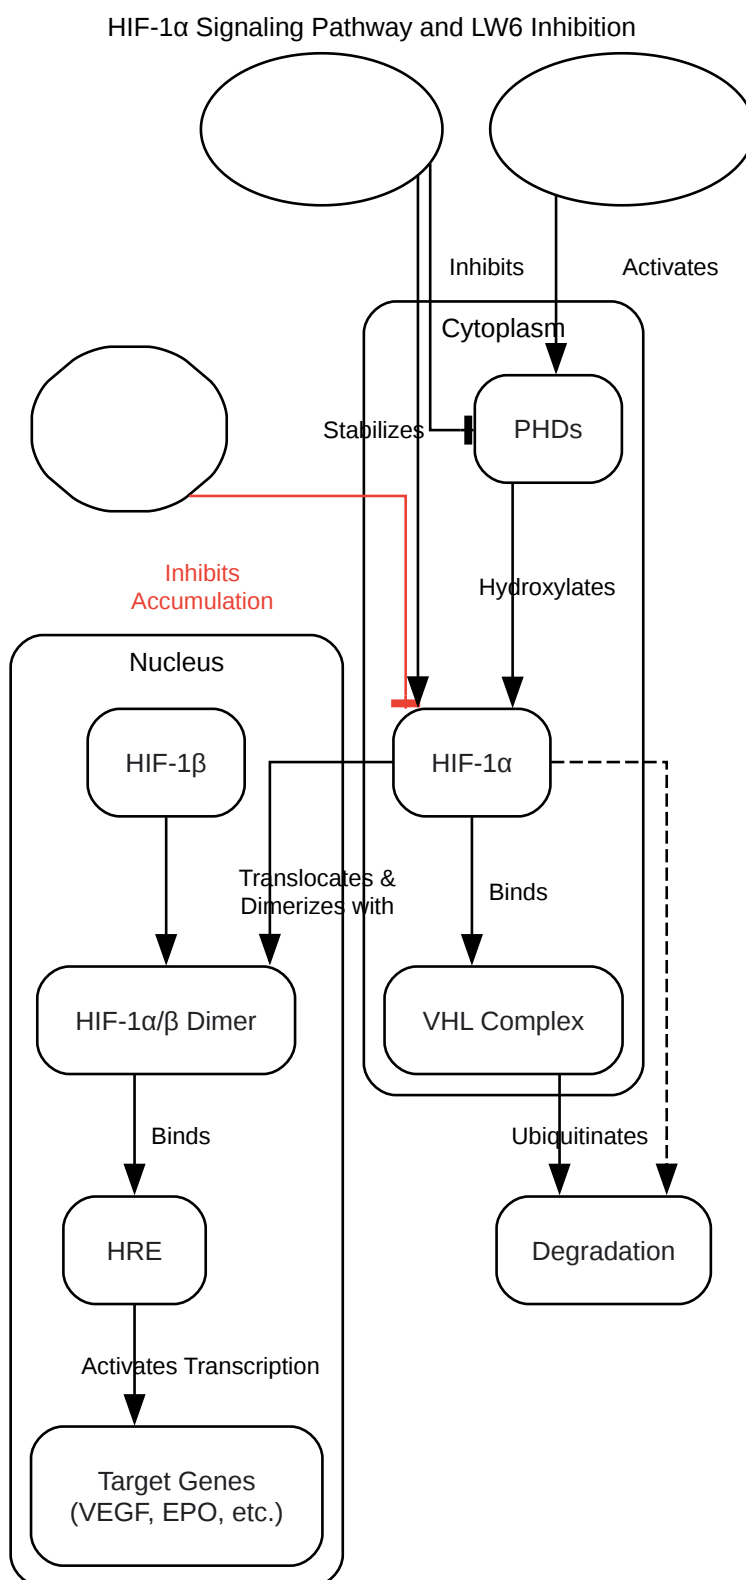 HIF-1α Signaling Pathway and LW6 Inhibition
Inhibits
Activates
Cytoplasm
Stabilizes
PHDs
Inhibits
Accumulation
Hydroxylates
Nucleus
HIF-1β
HIF-1α
Translocates &
Dimerizes with
Binds
HIF-1α/β Dimer
VHL Complex
Binds
Ubiquitinates
HRE
Degradation
Activates Transcription
Target Genes
(VEGF, EPO, etc.)